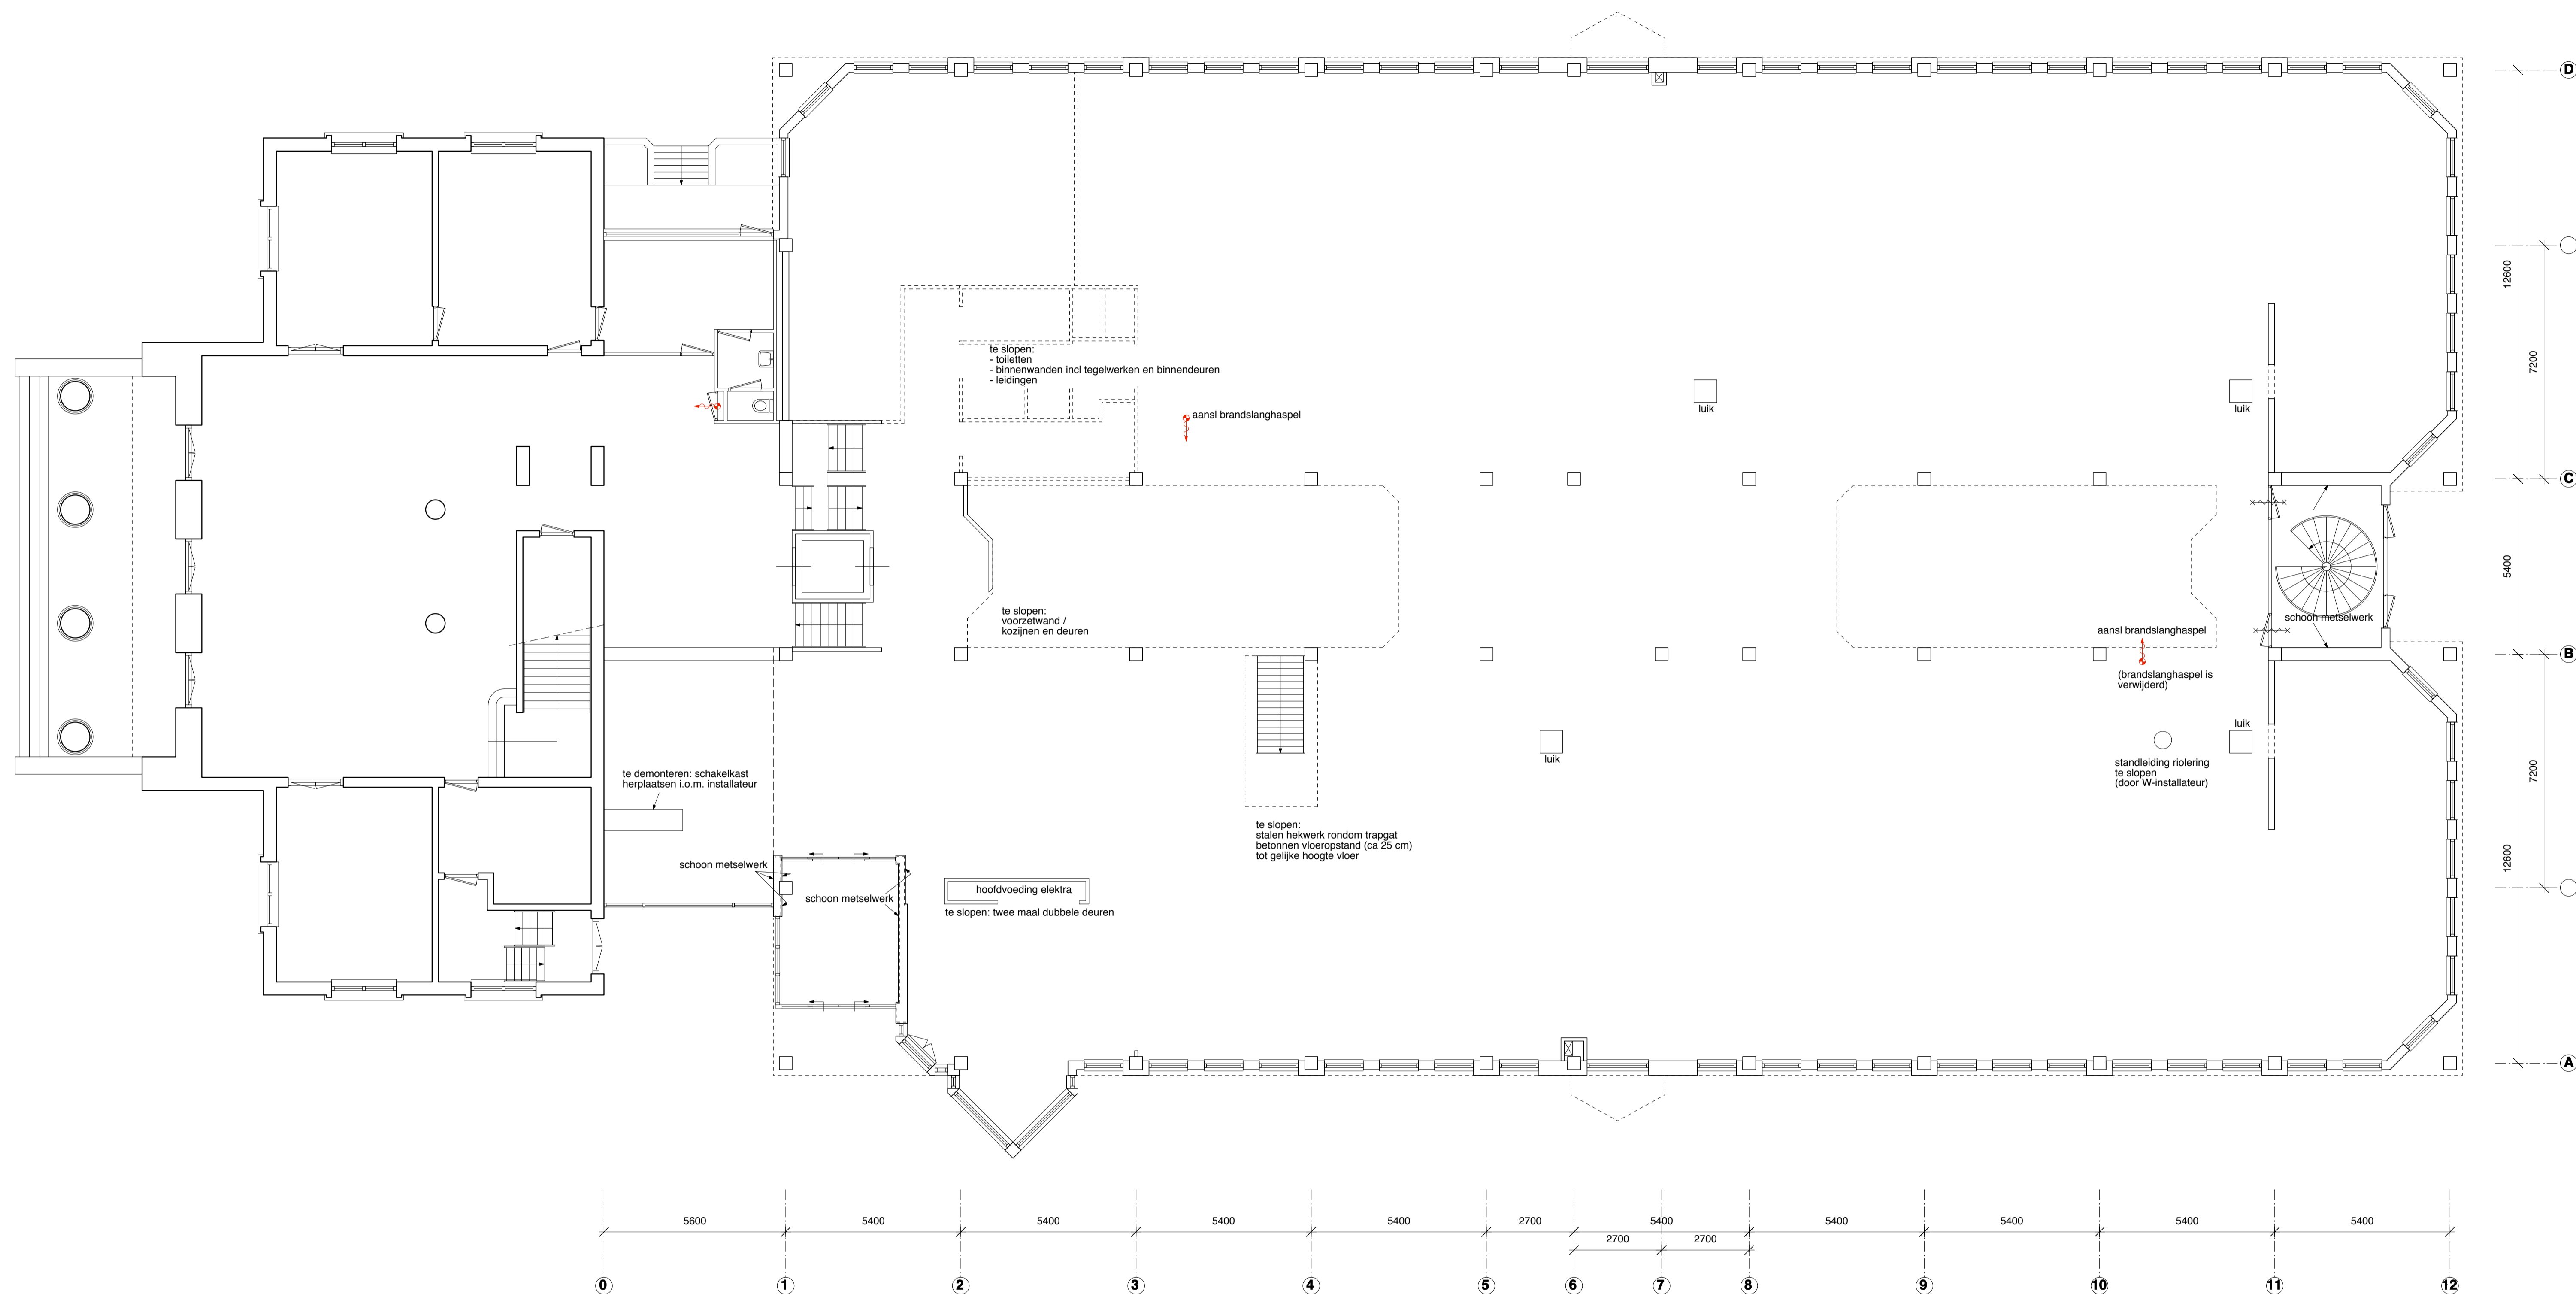 D
12600
7200
te slopen:
- toiletten
- binnenwanden incl tegelwerken en binnendeuren
- leidingen
aansl brandslanghaspel
luik
luik
C
5400
te slopen:
voorzetwand /
kozijnen en deuren
schoon metselwerk
aansl brandslanghaspel
B
(brandslanghaspel is
verwijderd)
luik
luik
standleiding riolering
te slopen
(door W-installateur)
7200
te demonteren: schakelkast
herplaatsen i.o.m. installateur
te slopen:
stalen hekwerk rondom trapgat
betonnen vloeropstand (ca 25 cm)
tot gelijke hoogte vloer
12600
schoon metselwerk
schoon metselwerk
hoofdvoeding elektra
te slopen: twee maal dubbele deuren
A
5600 5400 5400 5400 5400 2700 5400 5400 5400 5400 5400
2700 2700
0 1 2 3 4 5 6 7 8 9 10 11 12